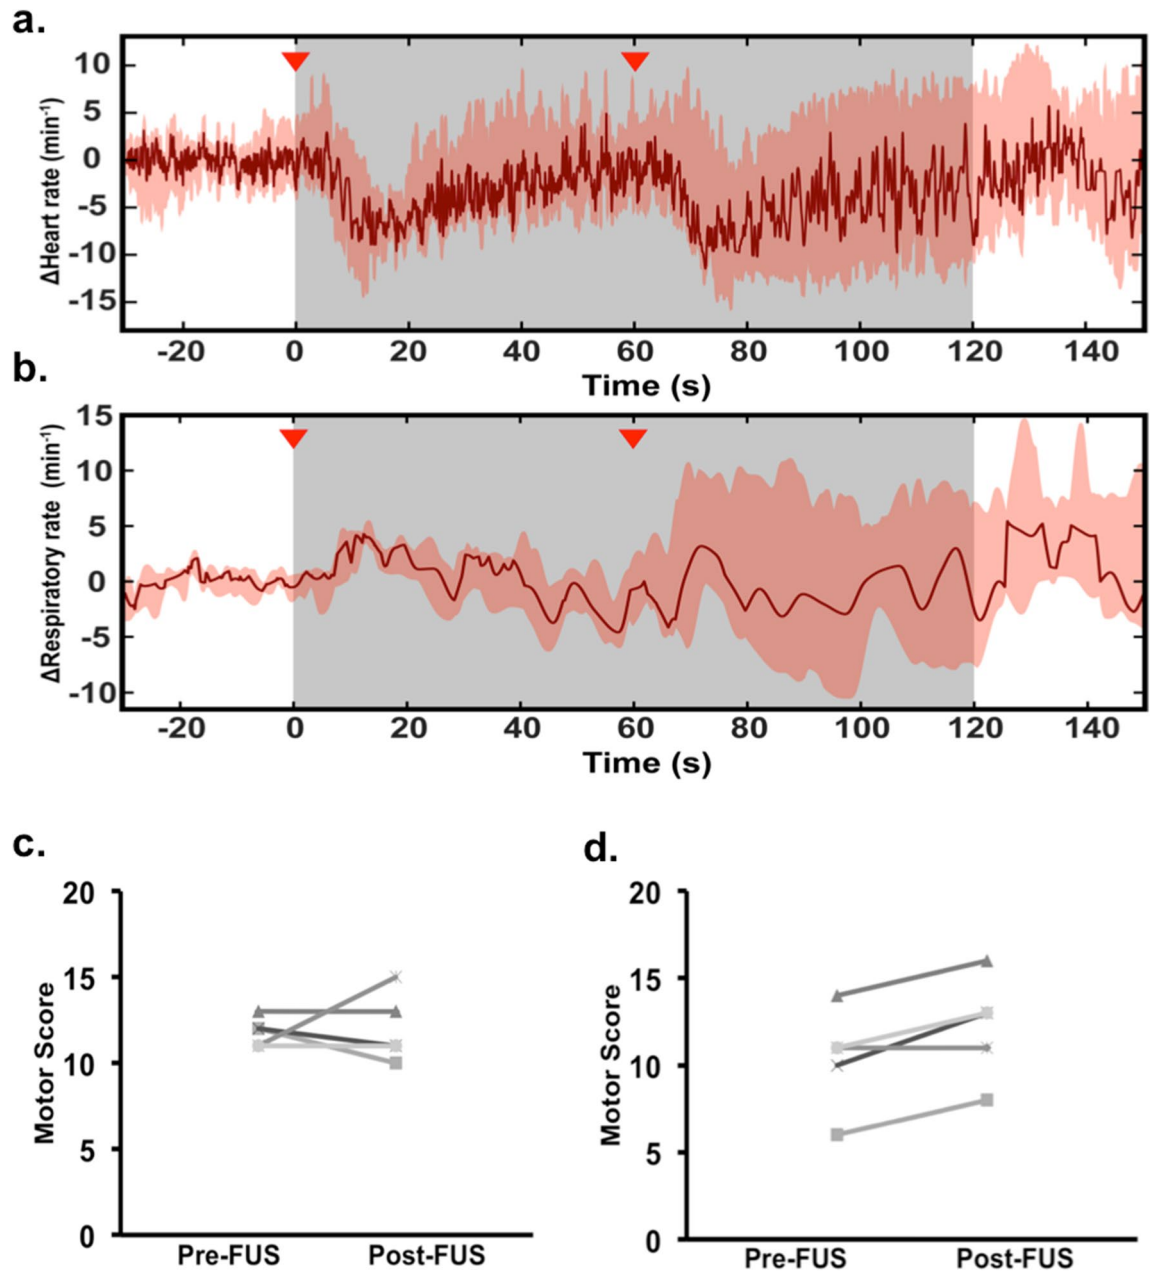 a.
ΔHeart rate (min⁻¹)
10
5
0
-5
-10
-15
-20 0 20 40 60 80 100 120 140
Time (s)
b.
ΔRespiratory rate (min⁻¹)
15
10
5
0
-5
-10
-20 0 20 40 60 80 100 120 140
Time (s)
c.
Motor Score
20
15
10
5
0
Pre-FUS Post-FUS
d.
Motor Score
20
15
10
5
0
Pre-FUS Post-FUS